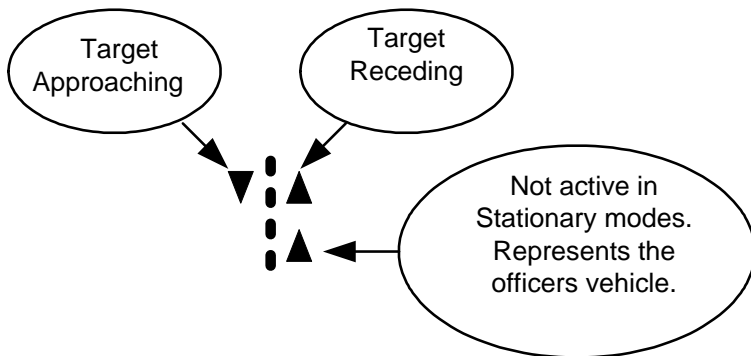 Target
Approaching
Target
Receding
Not active in
Stationary modes.
Represents the
officers vehicle.